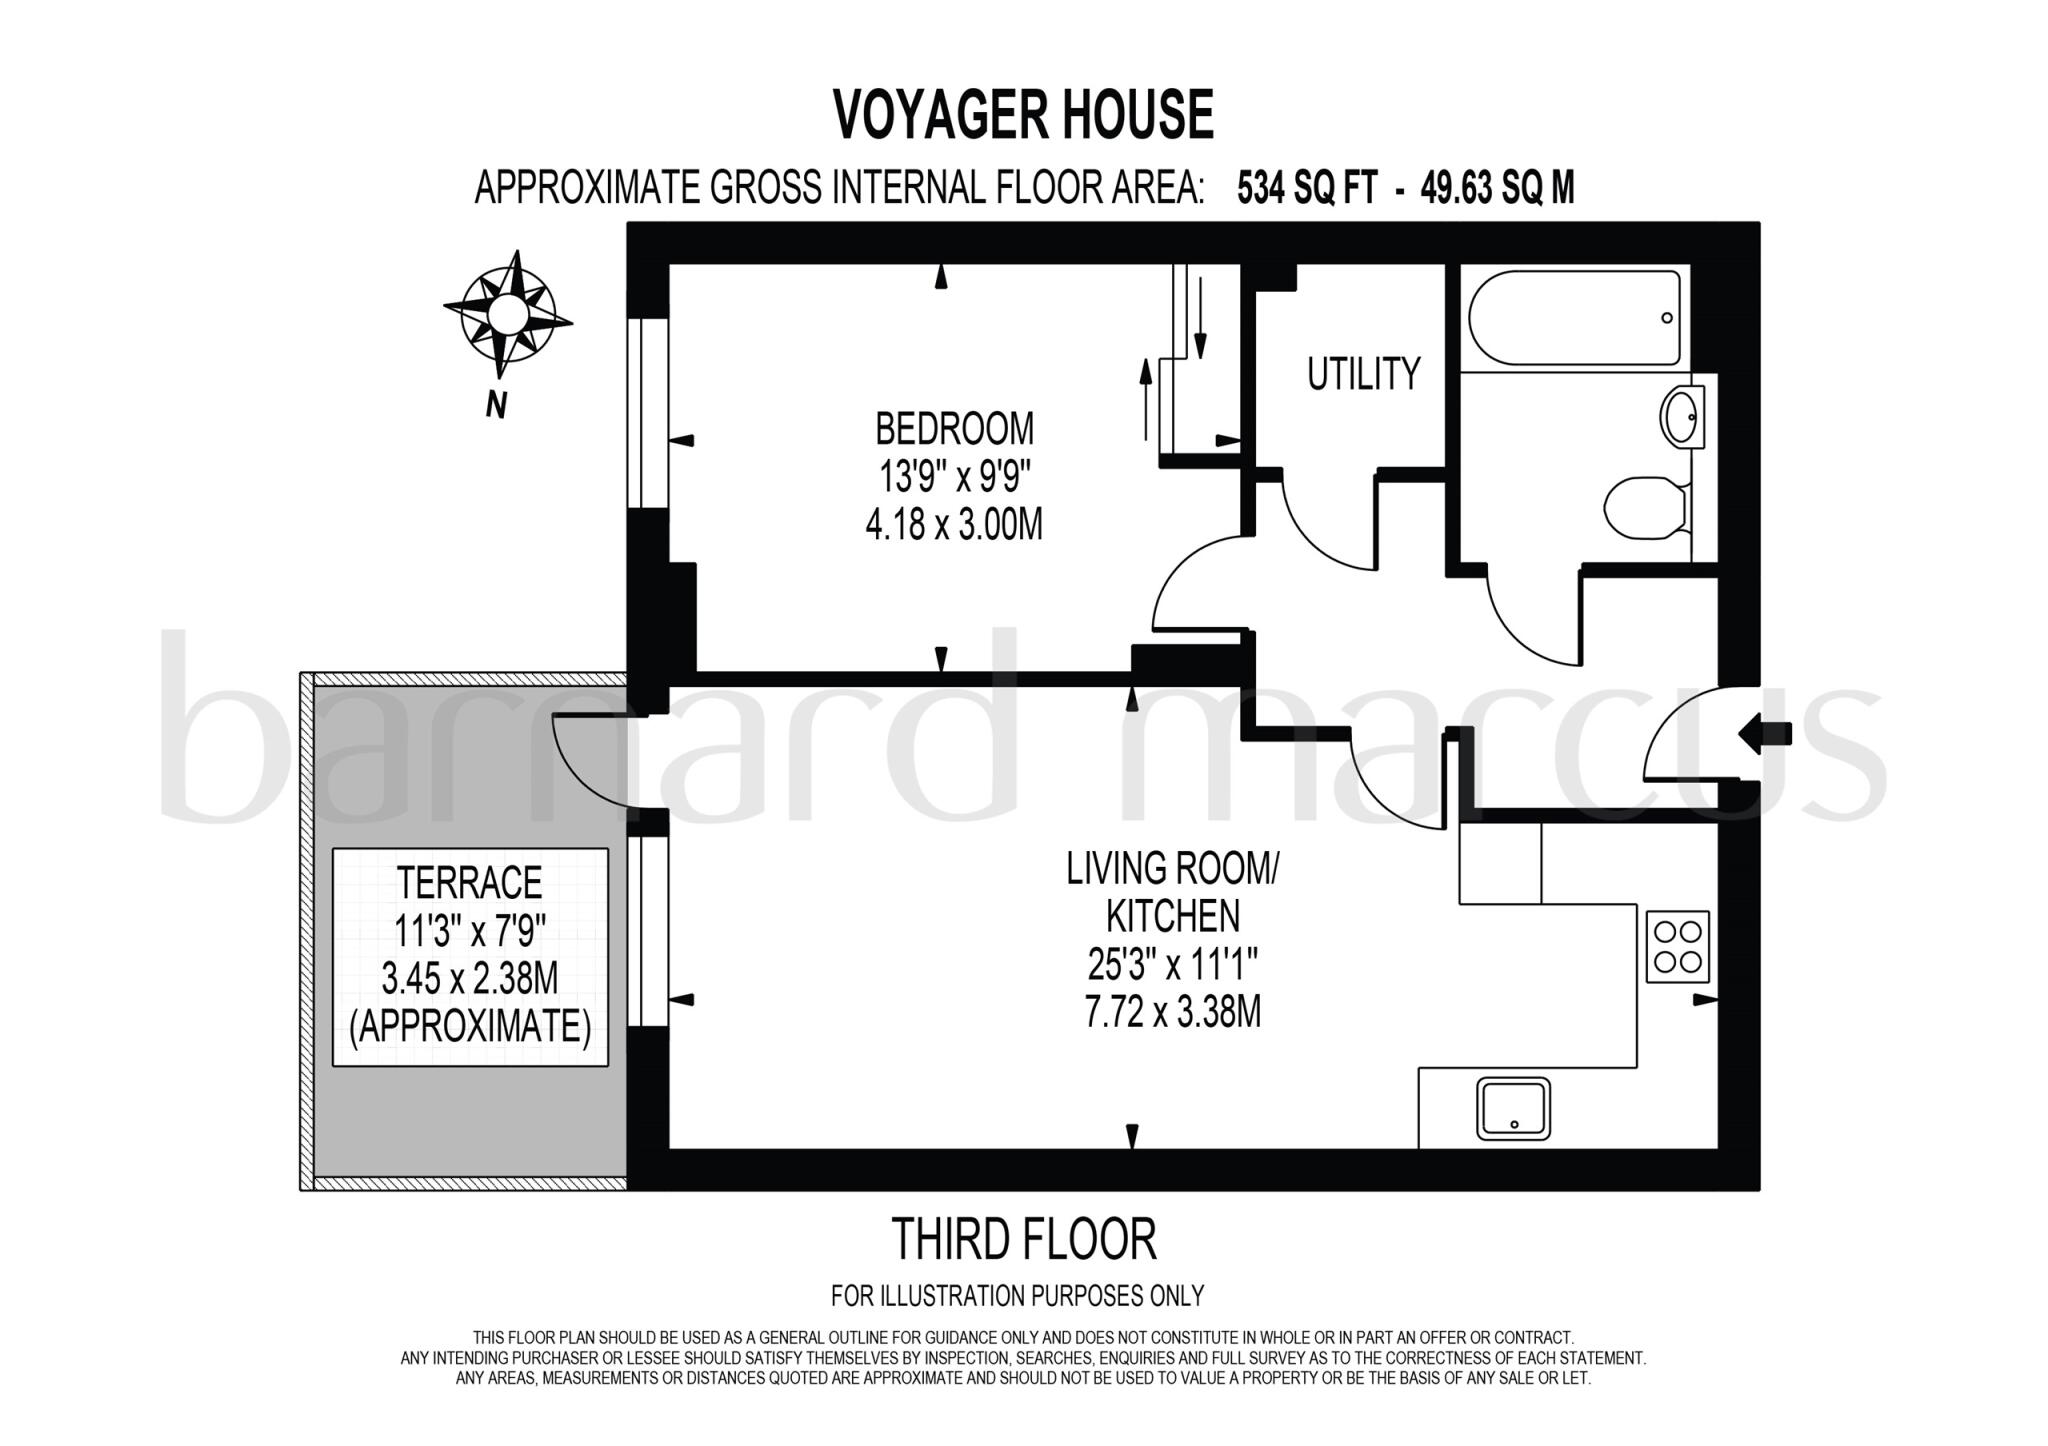 VOYAGER HOUSE
APPROXIMATE GROSS INTERNAL FLOOR AREA: 534 SQ FT - 49.63 SQ M
N
UTILITY
BEDROOM
13'9" x 9'9"
4.18 x 3.00M
barnard marcus
LIVING ROOM/
KITCHEN
25'3" x 11'1"
7.72 x 3.38M
TERRACE
11'3" x 7'9"
3.45 x 2.38M
(APPROXIMATE)
THIRD FLOOR
FOR ILLUSTRATION PURPOSES ONLY
THIS FLOOR PLAN SHOULD BE USED AS A GENERAL OUTLINE FOR GUIDANCE ONLY AND DOES NOT CONSTITUTE IN WHOLE OR IN PART AN OFFER OR CONTRACT.
ANY INTENDING PURCHASER OR LESSEE SHOULD SATISFY THEMSELVES BY INSPECTION, SEARCHES, ENQUIRIES AND FULL SURVEY AS TO THE CORRECTNESS OF EACH STATEMENT.
ANY AREAS, MEASUREMENTS OR DISTANCES QUOTED ARE APPROXIMATE AND SHOULD NOT BE USED TO VALUE A PROPERTY OR BE THE BASIS OF ANY SALE OR LET.